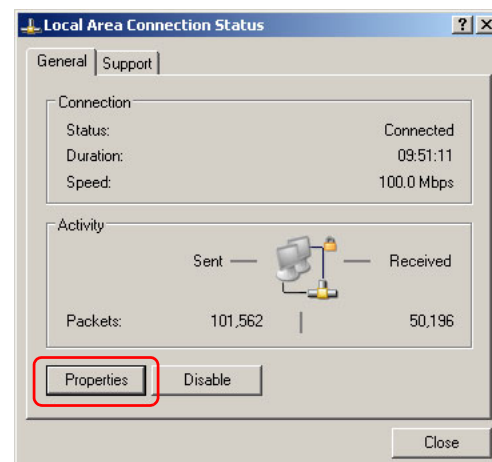 Local Area Connection Status
General Support
Connection
Status: Connected
Duration: 09:51:11
Speed: 100.0 Mbps
Activity
Sent — — Received
Packets: 101,562 | 50,196
Properties Disable
Close